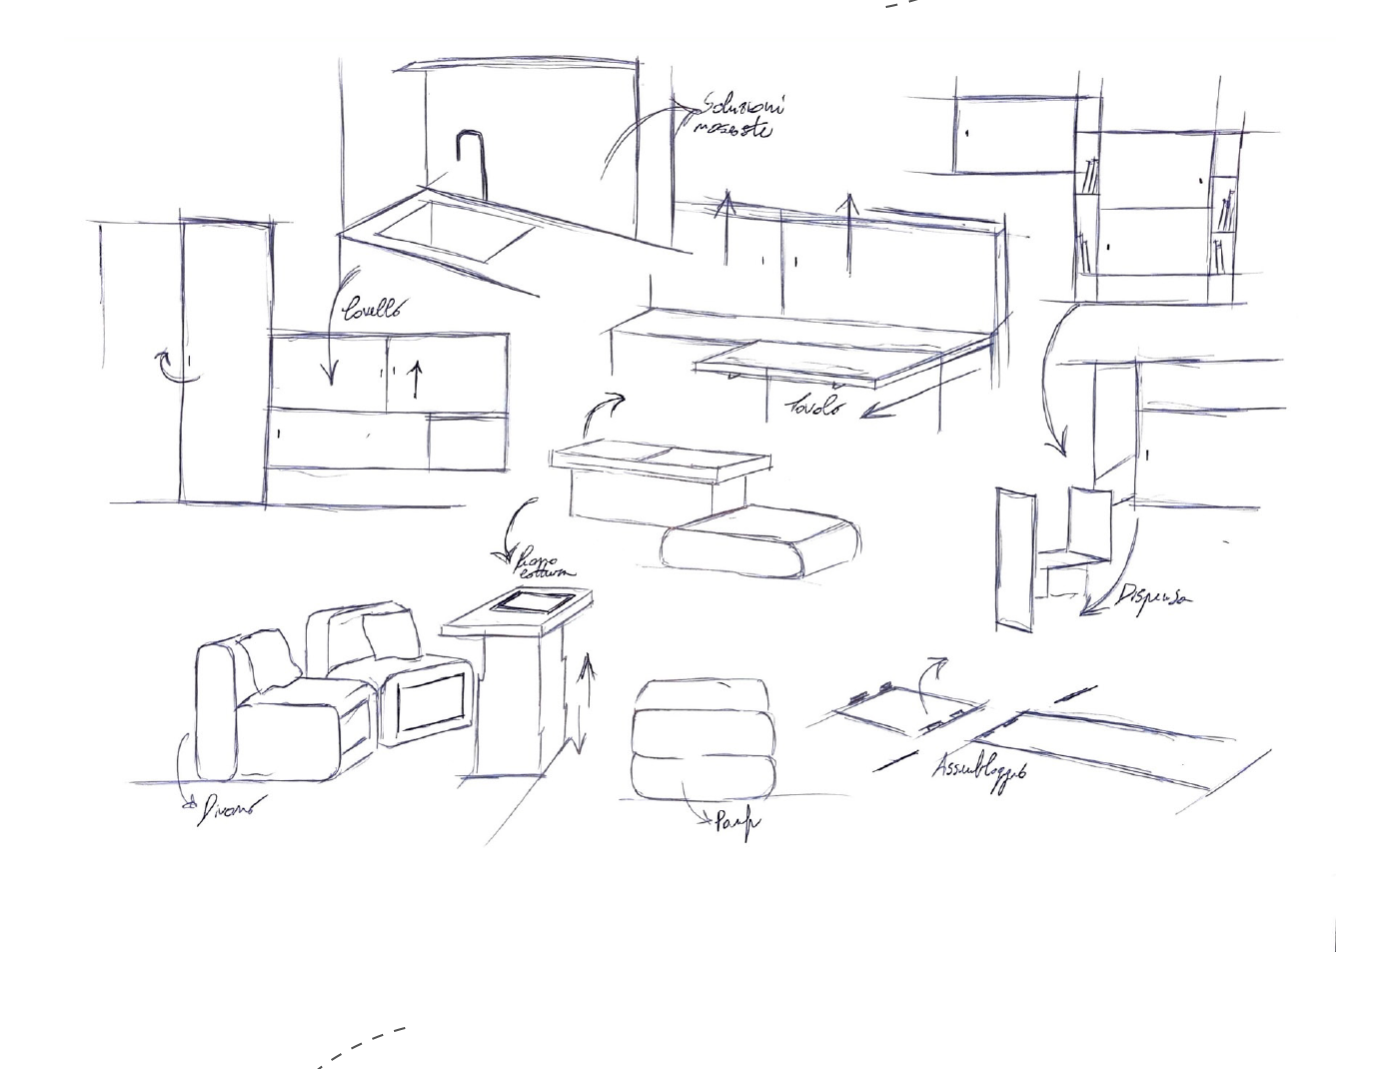 Soluzioni
nascoste
lavello
Tavolo
Piano
cottura
Dispensa
Assemblaggio
Divano
Pouf